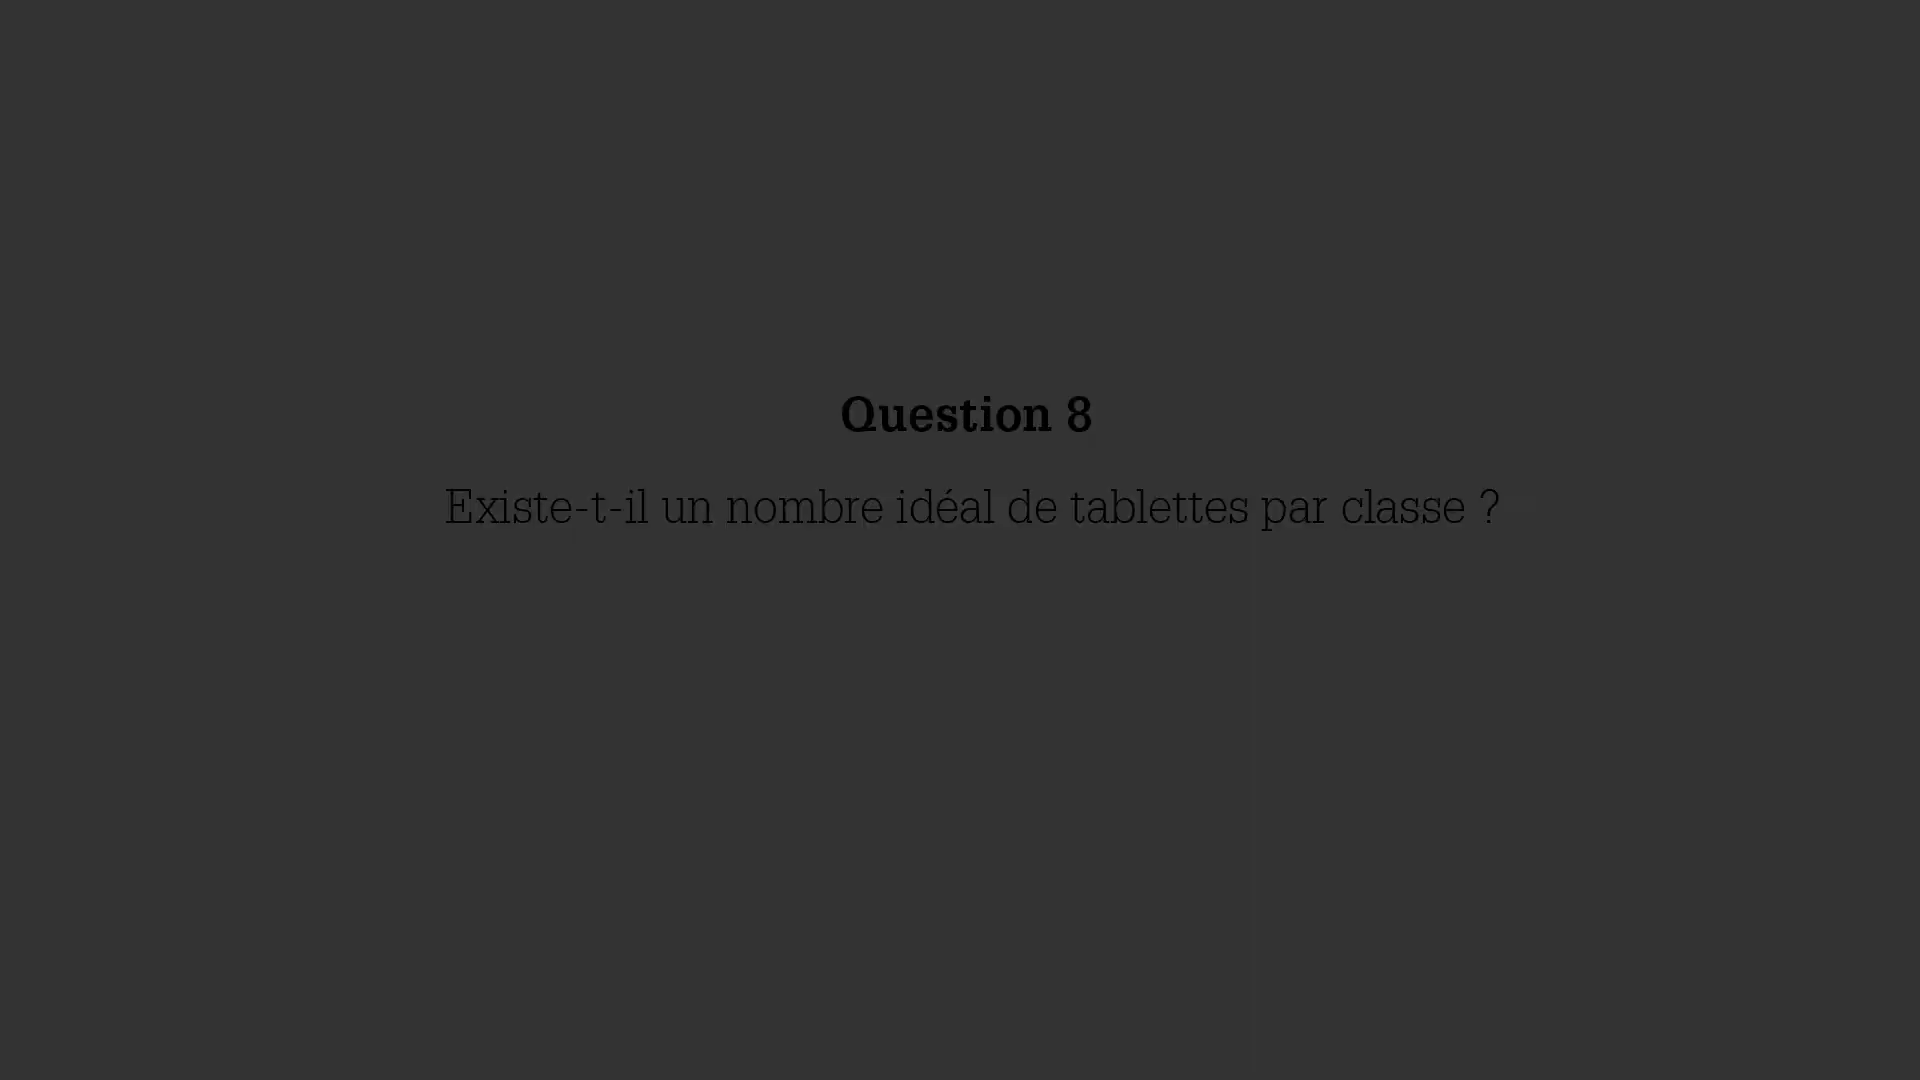 Question 8
Existe-t-il un nombre idéal de tablettes par classe ?